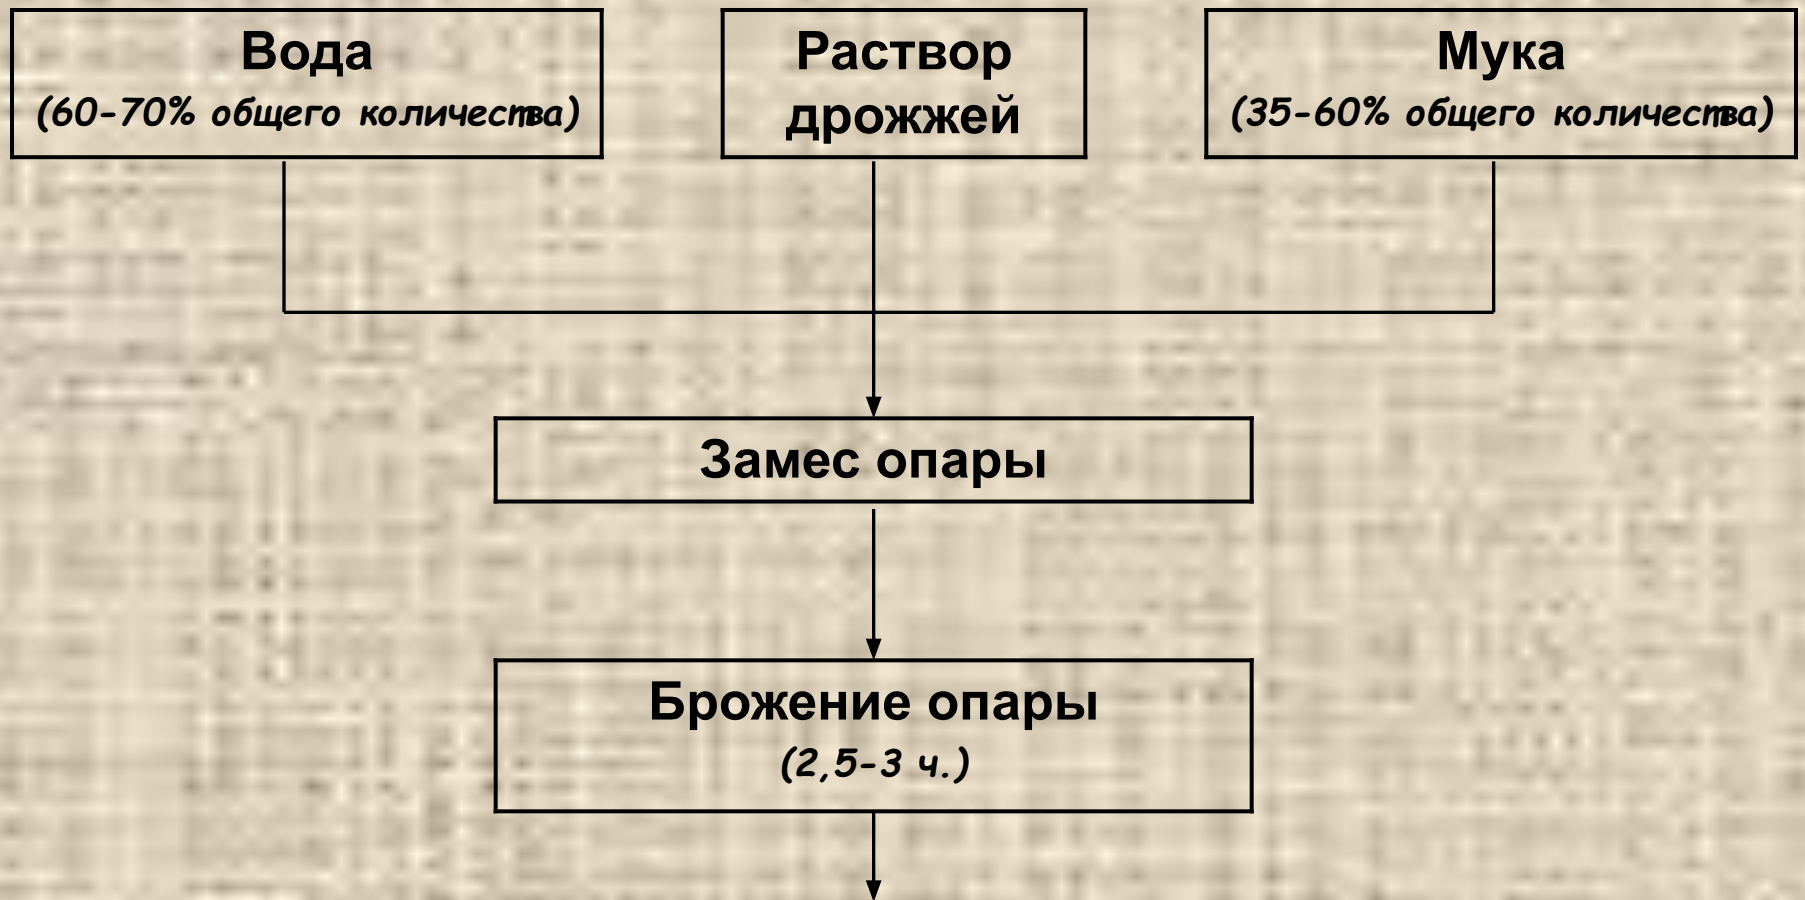 Вода
(60-70% общего количества)
Раствор
дрожжей
Мука
(35-60% общего количества)
Замес опары
Брожение опары
(2,5-3 ч.)